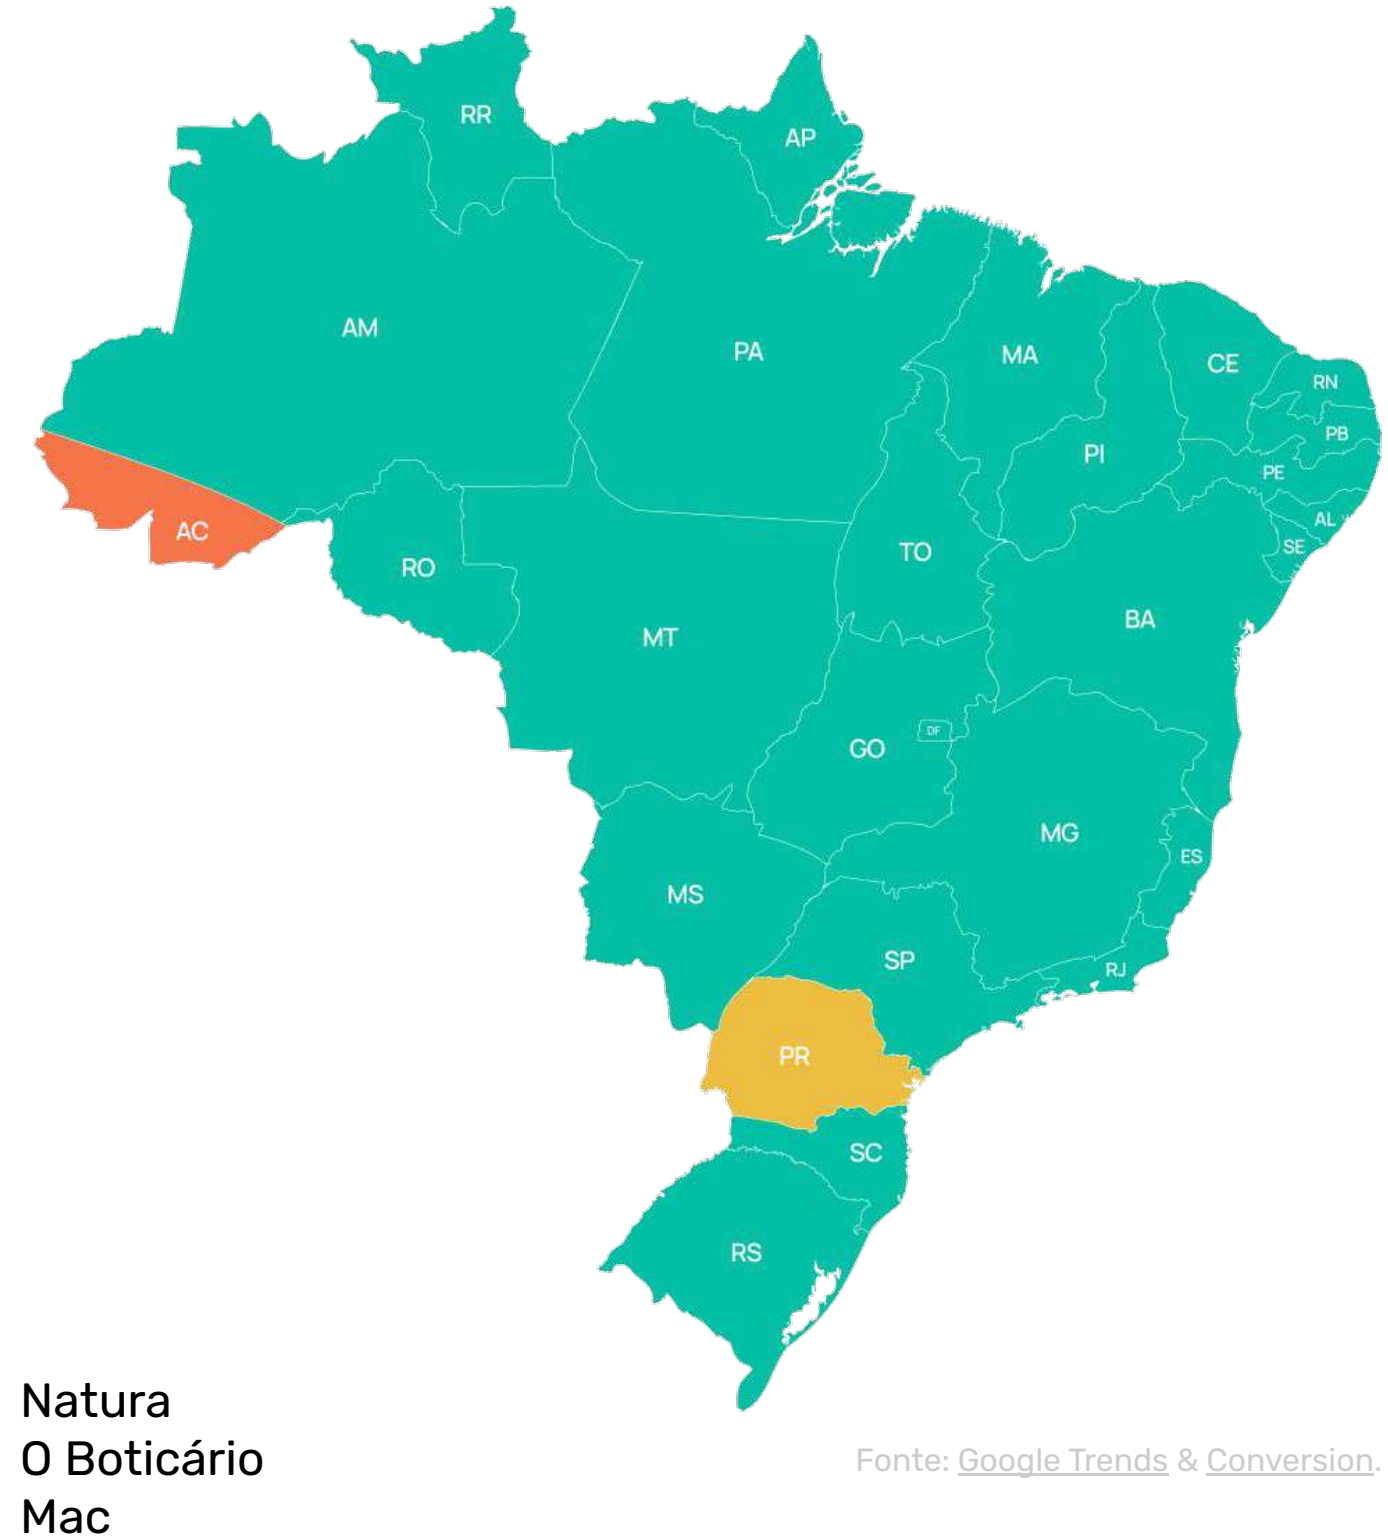 RR
AP
AM
PA
MA
CE
RN
PB
PI
PE
AL
AC
SE
TO
RO
BA
MT
DF
GO
MG
ES
MS
SP
RJ
PR
SC
RS
Natura
O Boticário
Fonte: Google Trends & Conversion.
Mac